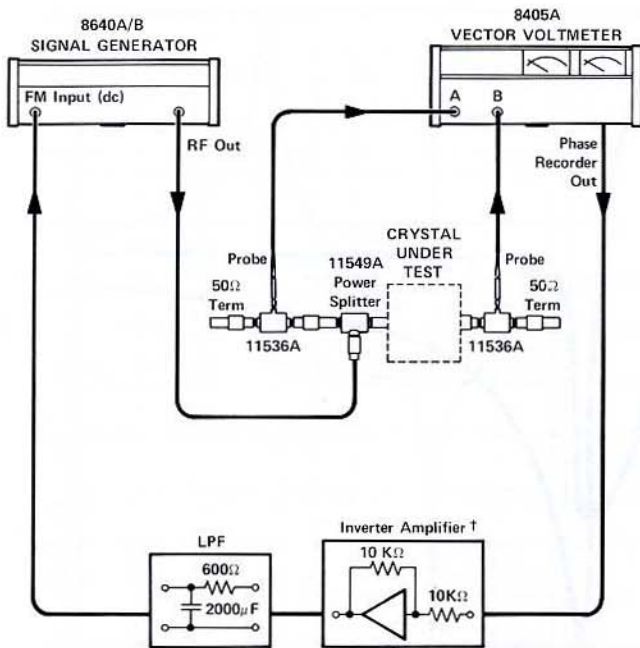 8640A/B
SIGNAL GENERATOR
8405A
VECTOR VOLTMETER
FM Input (dc)
RF Out
A B
Phase
Recorder
Out
Probe
50Ω
Term
11536A
11549A
Power
Splitter
CRYSTAL
UNDER
TEST
Probe
50Ω
Term
11536A
LPF
600Ω
2000μF
Inverter Amplifier †
10 KΩ
10KΩ